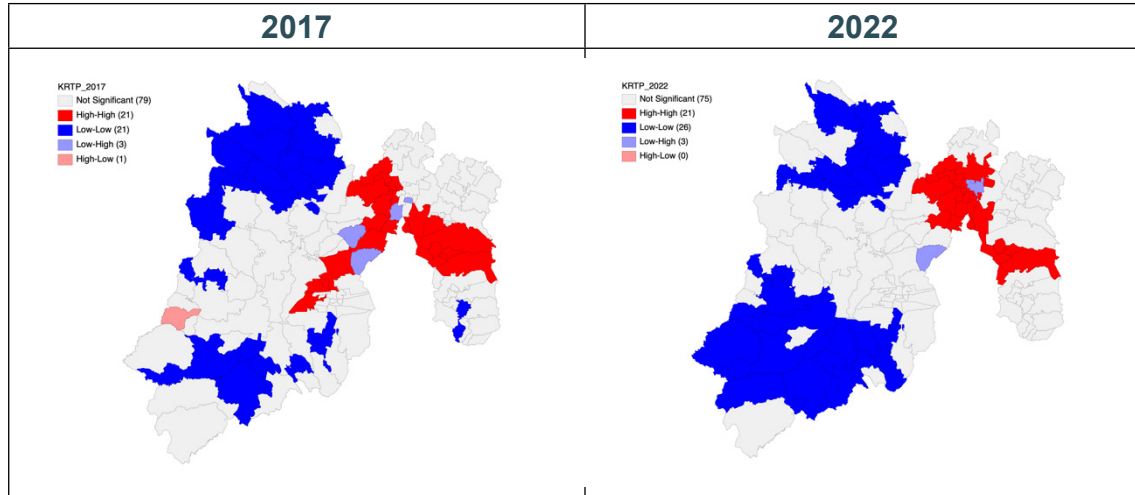 2017
2022
KRTP_2017
Not Significant (79)
High-High (21)
Low-Low (21)
Low-High (3)
High-Low (1)
KRTP_2022
Not Significant (75)
High-High (21)
Low-Low (26)
Low-High (3)
High-Low (0)